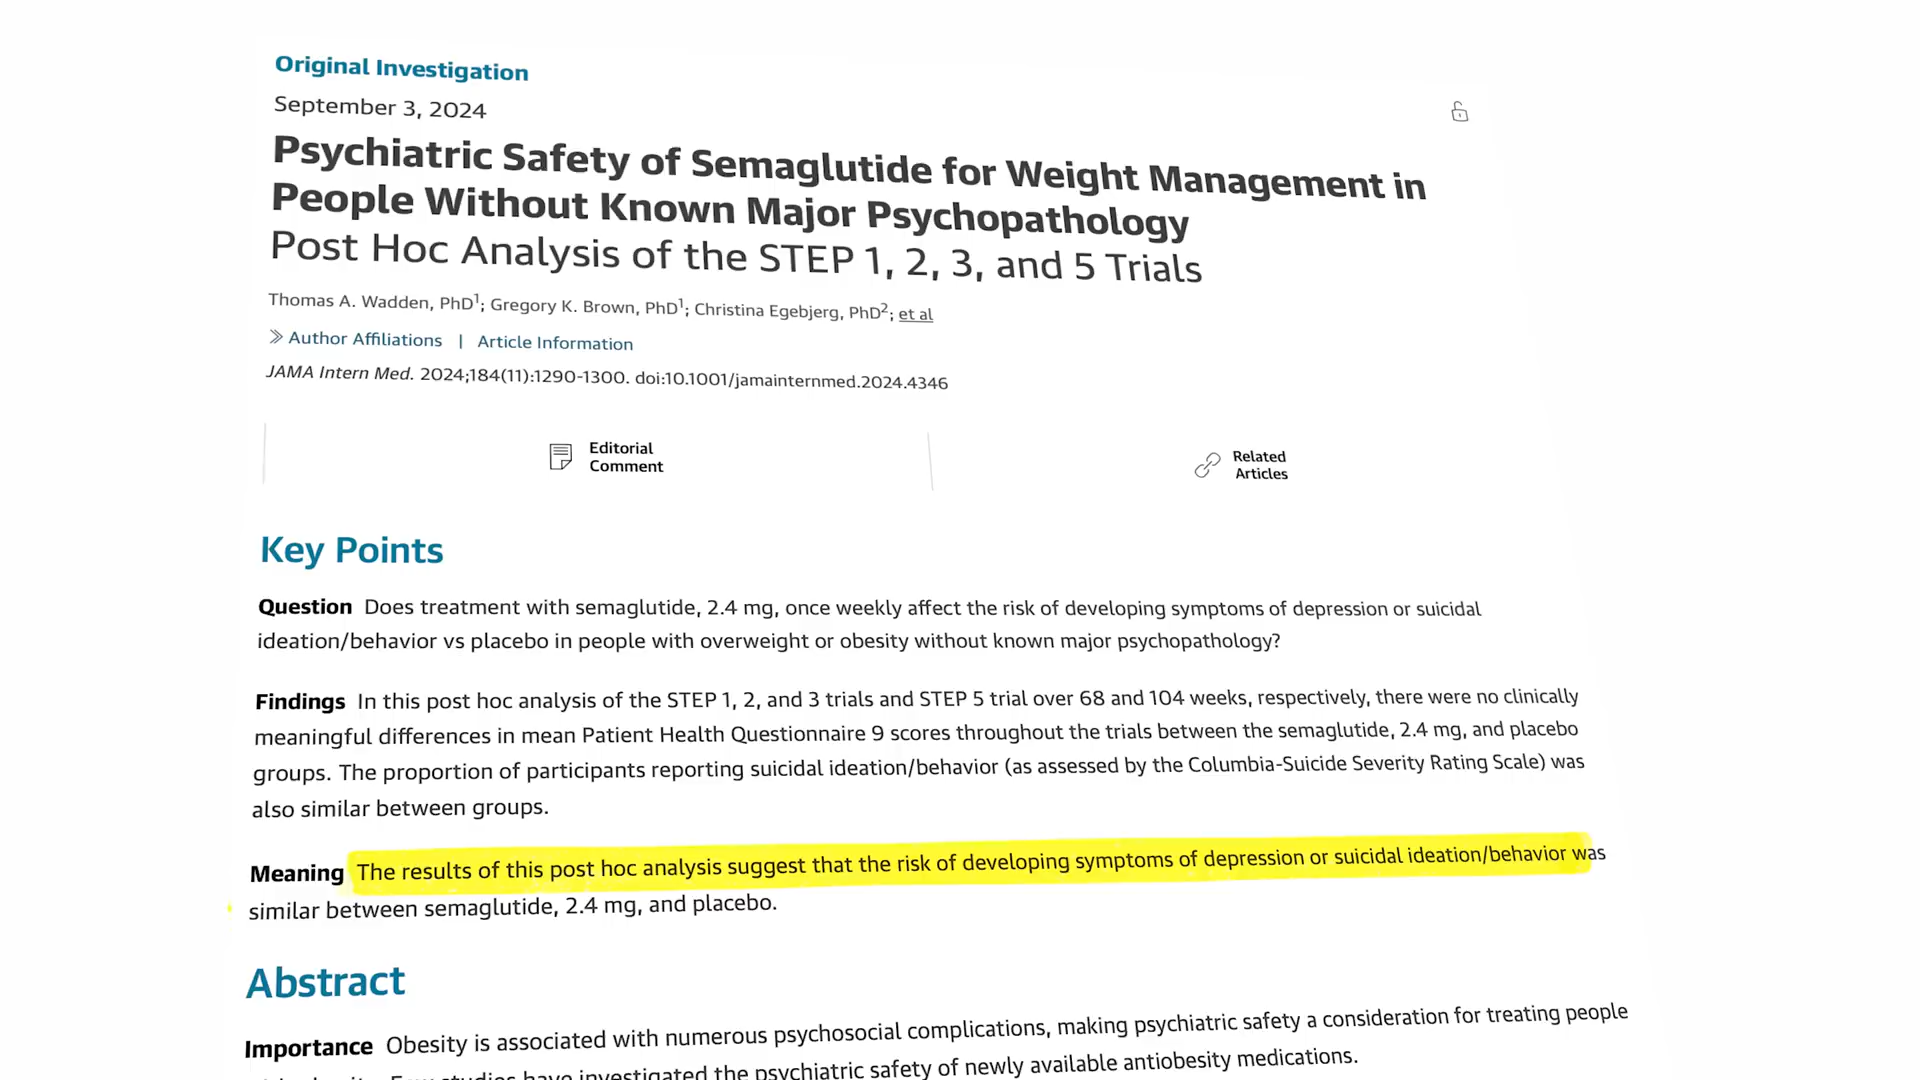 Original Investigation
September 3, 2024
Psychiatric Safety of Semaglutide for Weight Management in
People Without Known Major Psychopathology
Post Hoc Analysis of the STEP 1, 2, 3, and 5 Trials
Thomas A. Wadden, PhD1; Gregory K. Brown, PhD1; Christina Egebjerg, PhD2; et al
Author Affiliations | Article Information
JAMA Intern Med. 2024;184(11):1290-1300. doi:10.1001/jamainternmed.2024.4346
Editorial
Comment
Related
Articles
Key Points
Question Does treatment with semaglutide, 2.4 mg, once weekly affect the risk of developing symptoms of depression or suicidal
ideation/behavior vs placebo in people with overweight or obesity without known major psychopathology?
Findings In this post hoc analysis of the STEP 1, 2, and 3 trials and STEP 5 trial over 68 and 104 weeks, respectively, there were no clinically
meaningful differences in mean Patient Health Questionnaire 9 scores throughout the trials between the semaglutide, 2.4 mg, and placebo
groups. The proportion of participants reporting suicidal ideation/behavior (as assessed by the Columbia-Suicide Severity Rating Scale) was
also similar between groups.
Meaning The results of this post hoc analysis suggest that the risk of developing symptoms of depression or suicidal ideation/behavior was
similar between semaglutide, 2.4 mg, and placebo.
Abstract
Importance Obesity is associated with numerous psychosocial complications, making psychiatric safety a consideration for treating people
studies have investigated the psychiatric safety of newly available antiobesity medications.